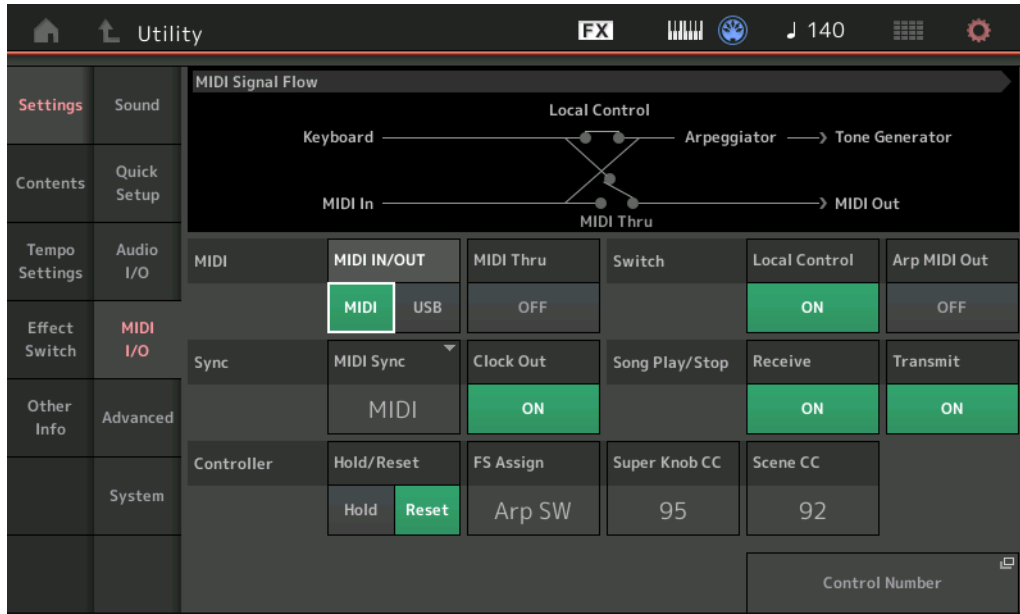 Utility
FX
♩ 140
Settings
Contents
Tempo
Settings
Effect
Switch
Other
Info
Sound
Quick
Setup
Audio
I/O
MIDI
I/O
Advanced
System
MIDI Signal Flow
Local Control
Keyboard
Arpeggiator
Tone Generator
MIDI In
MIDI Out
MIDI Thru
MIDI
MIDI IN/OUT
MIDI Thru
Switch
Local Control
Arp MIDI Out
MIDI
USB
OFF
ON
OFF
Sync
MIDI Sync
Clock Out
Song Play/Stop
Receive
Transmit
MIDI
ON
ON
ON
Controller
Hold/Reset
FS Assign
Super Knob CC
Scene CC
Hold
Reset
Arp SW
95
92
Control Number